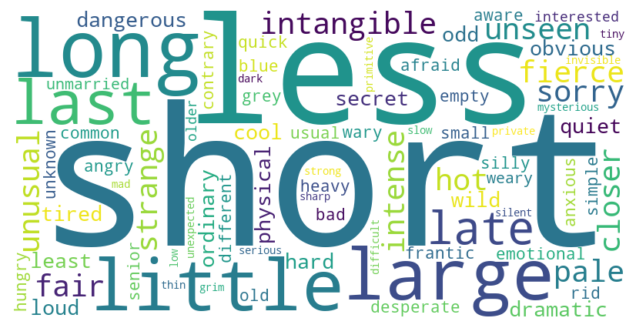 dangerous
intangible
aware
interested
long
less
quick
odd
unseen
tiny
contrary
blue
afraid
obvious
invisible
unmarried
dark
primitive
fierce
last
grey
secret
empty
sorry
mysterious
older
unusual
unknown
common
strange
cool
usual
wary
small
slow
private
quiet
short
angry
mad
physical
strong
heavy
sharp
bad
intense
hot
silly
weary
wild
anxious
simple
closer
tired
ordinary
different
unexpected
late
silent
hungry
least
senior
low
serious
hard
difficult
frantic
emotional
fair
little
large
pale
loud
thin
grim
old
desperate
rid
dramatic